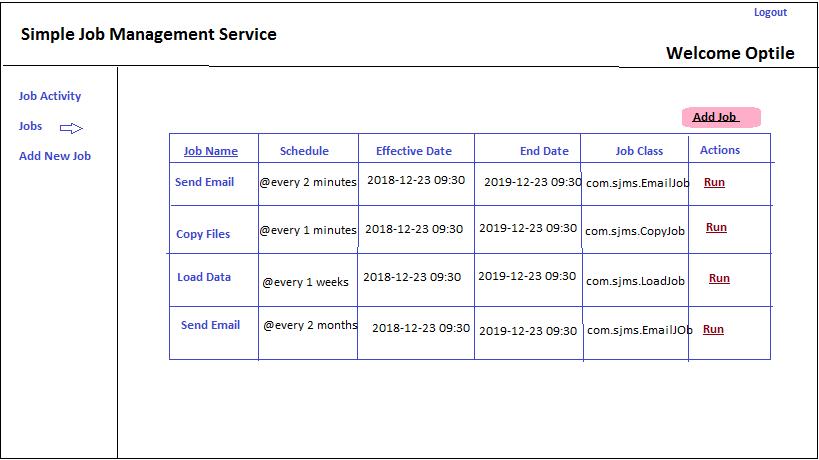 Logout
Simple Job Management Service
Welcome Optile
Job Activity
Jobs
Add New Job
Add Job
Job Name Schedule Effective Date End Date Job Class Actions
Send Email @every 2 minutes 2018-12-23 09:30 2019-12-23 09:30 com.sjms.EmailJob Run
Copy Files @every 1 minutes 2018-12-23 09:30 2019-12-23 09:30 com.sjms.CopyJob Run
Load Data @every 1 weeks 2018-12-23 09:30 2019-12-23 09:30 com.sjms.LoadJob Run
Send Email @every 2 months 2018-12-23 09:30 2019-12-23 09:30 com.sjms.EmailJOb Run